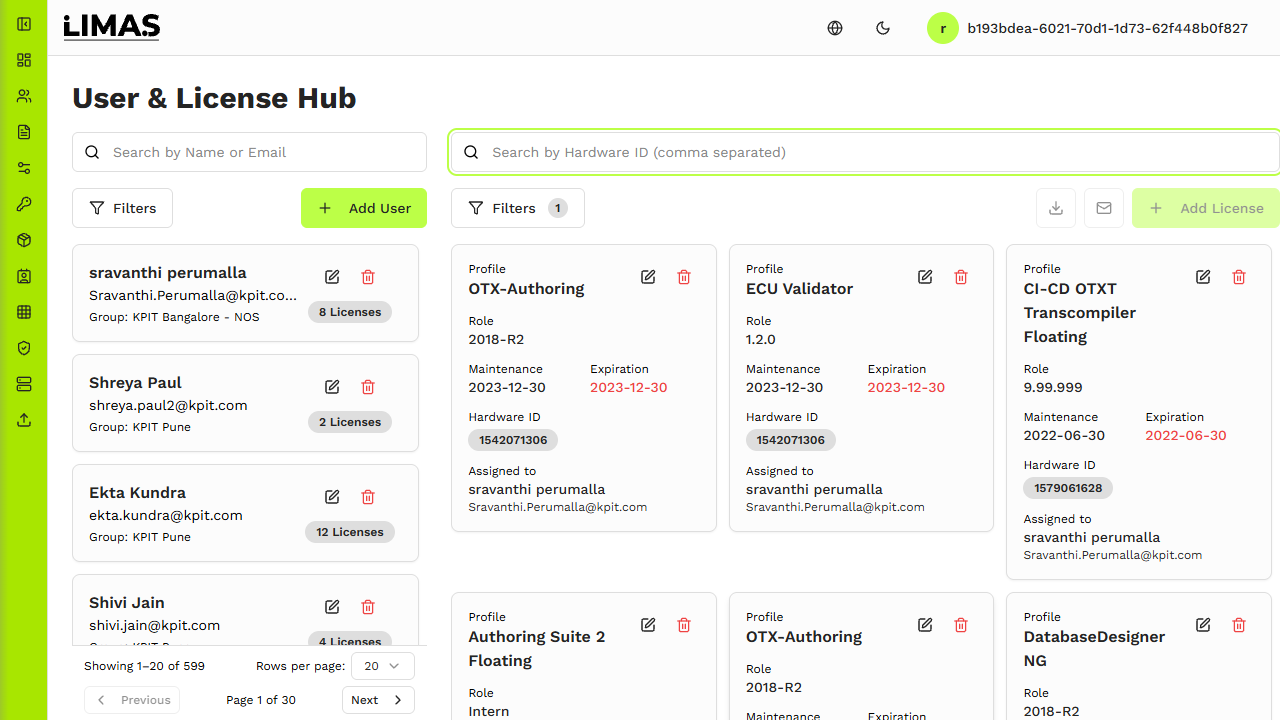 LIMAS
r b193bdea-6021-70d1-1d73-62f448b0f827
User & License Hub
Search by Name or Email
Search by Hardware ID (comma separated)
Filters
Add User
Filters 1
Add License
sravanthi perumalla
Sravanthi.Perumalla@kpit.co...
8 Licenses
Group: KPIT Bangalore - NOS
Shreya Paul
shreya.paul2@kpit.com
2 Licenses
Group: KPIT Pune
Ekta Kundra
ekta.kundra@kpit.com
12 Licenses
Group: KPIT Pune
Shivi Jain
shivi.jain@kpit.com
4 Licenses
Showing 1–20 of 599
Rows per page: 20
Previous
Page 1 of 30
Next
Profile
OTX-Authoring
Role
2018-R2
Maintenance Expiration
2023-12-30 2023-12-30
Hardware ID
1542071306
Assigned to
sravanthi perumalla
Sravanthi.Perumalla@kpit.com
Profile
ECU Validator
Role
1.2.0
Maintenance Expiration
2023-12-30 2023-12-30
Hardware ID
1542071306
Assigned to
sravanthi perumalla
Sravanthi.Perumalla@kpit.com
Profile
CI-CD OTXT
Transcompiler
Floating
Role
9.99.999
Maintenance Expiration
2022-06-30 2022-06-30
Hardware ID
1579061628
Assigned to
sravanthi perumalla
Sravanthi.Perumalla@kpit.com
Profile
Authoring Suite 2
Floating
Role
Intern
Profile
OTX-Authoring
Role
2018-R2
Maintenance Expiration
Profile
DatabaseDesigner
NG
Role
2018-R2